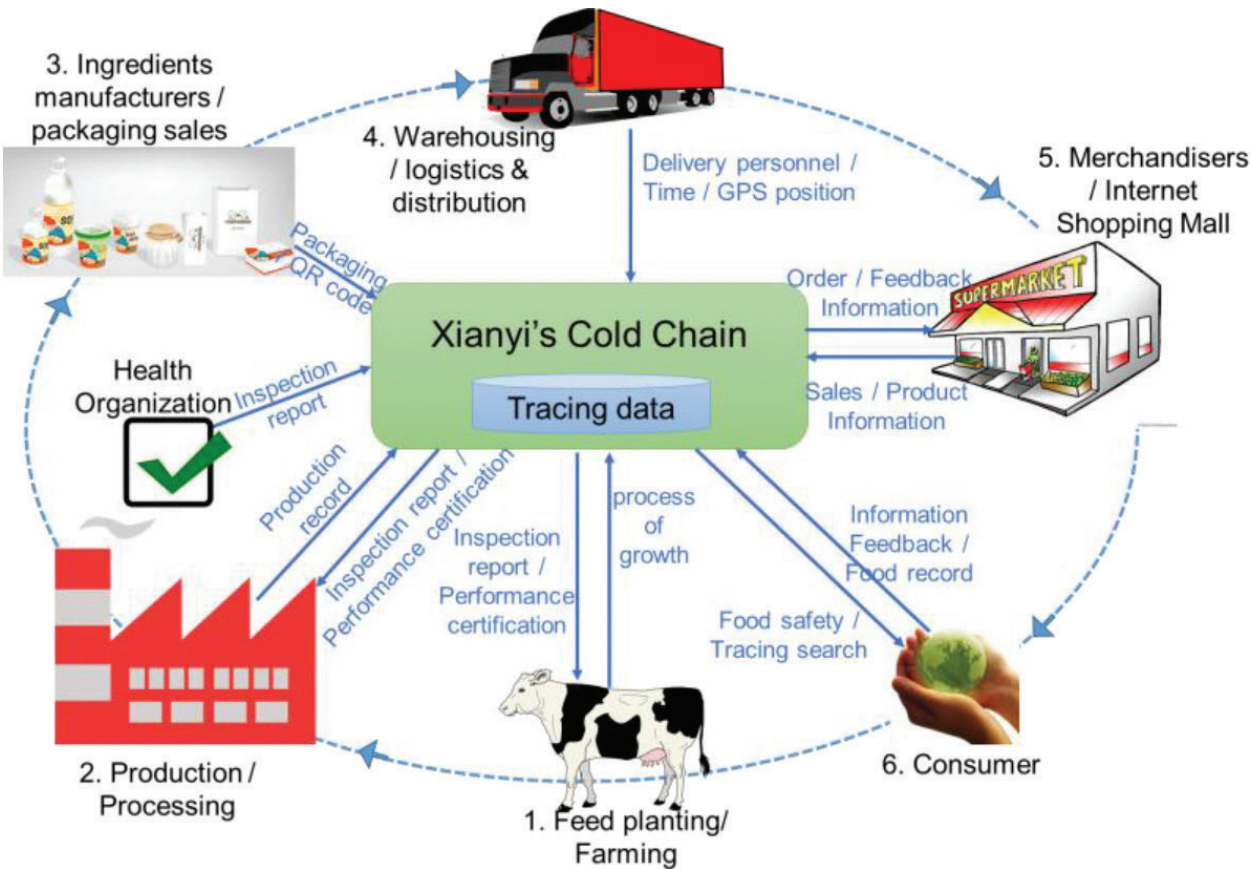 3. Ingredients
manufacturers /
packaging sales
4. Warehousing
/ logistics &
distribution
Delivery personnel /
Time / GPS position
5. Merchandisers
/ Internet
Shopping Mall
SUPERMARKET
Packaging
/ QR code
Order / Feedback
Information
Xianyi's Cold Chain
Tracing data
Sales / Product
Information
Health
Organization
Inspection
report
Production
record
Inspection report /
Performance certification
Inspection
report /
Performance
certification
process
of
growth
Information
Feedback /
Food record
Food safety /
Tracing search
2. Production /
Processing
1. Feed planting/
Farming
6. Consumer